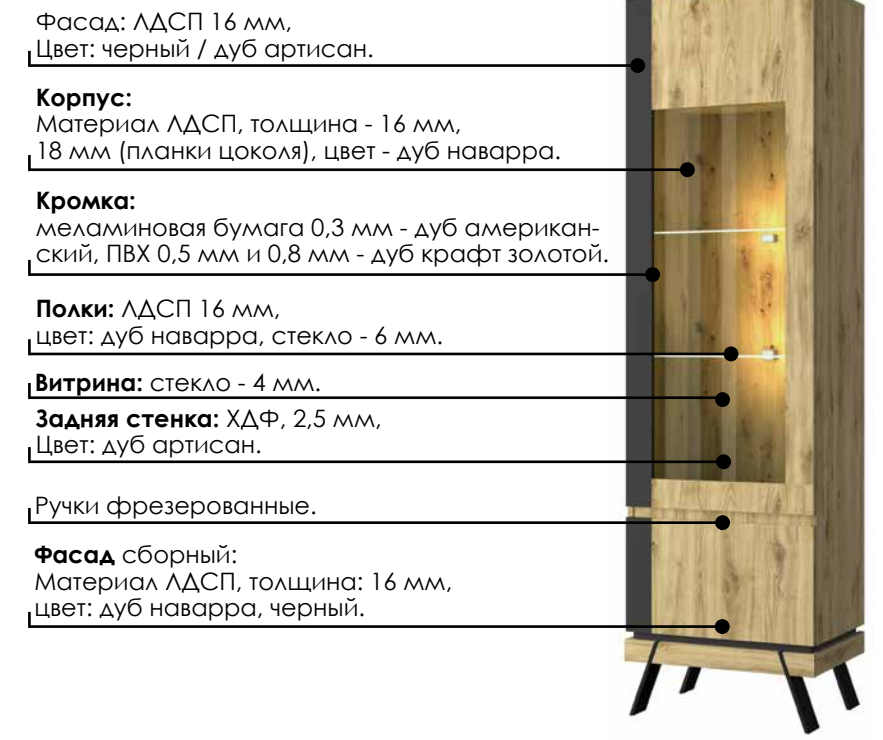 Фасад: ЛДСП 16 мм,
Цвет: черный / дуб артисан.
Корпус:
Материал ЛДСП, толщина - 16 мм,
18 мм (планки цоколя), цвет - дуб наварра.
Кромка:
меламиновая бумага 0,3 мм - дуб американ-
ский, ПВХ 0,5 мм и 0,8 мм - дуб крафт золотой.
Полки: ЛДСП 16 мм,
цвет: дуб наварра, стекло - 6 мм.
Витрина: стекло - 4 мм.
Задняя стенка: ХДФ, 2,5 мм,
Цвет: дуб артисан.
Ручки фрезерованные.
Фасад сборный:
Материал ЛДСП, толщина: 16 мм,
цвет: дуб наварра, черный.